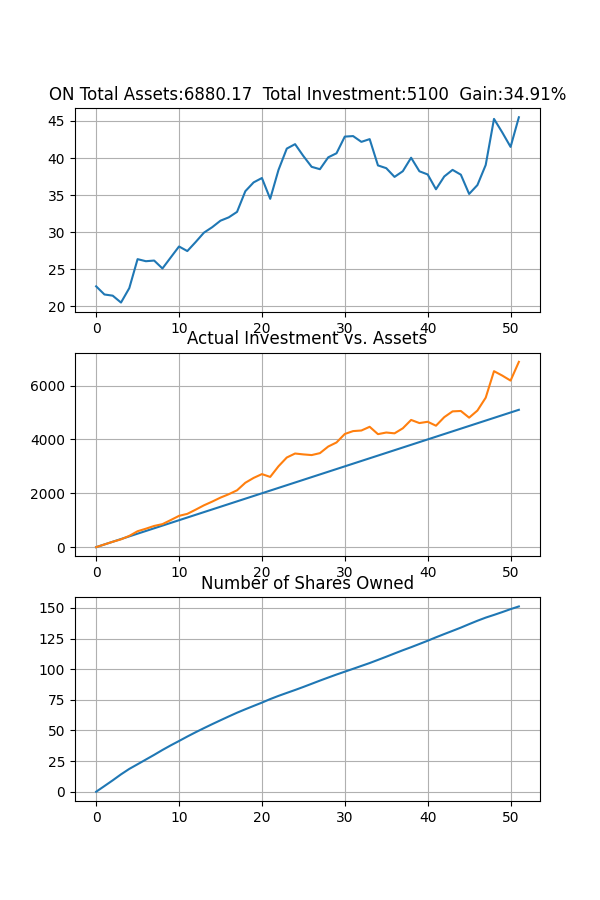 ON Total Assets:6880.17  Total Investment:5100  Gain:34.91%
45
40
35
30
25
20
0 10 20 30 40 50
Actual Investment vs. Assets
6000
4000
2000
0
0 10 20 30 40 50
Number of Shares Owned
150
125
100
75
50
25
0
0 10 20 30 40 50